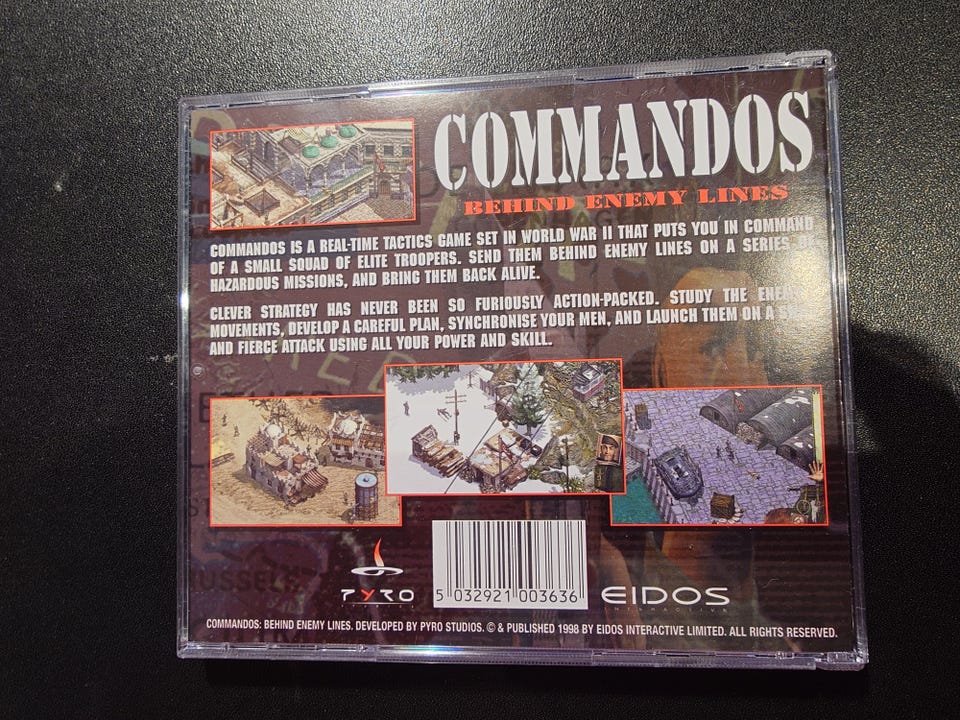 COMMANDOS
BEHIND ENEMY LINES
COMMANDOS IS A REAL-TIME TACTICS GAME SET IN WORLD WAR II THAT PUTS YOU IN COMMAND
OF A SMALL SQUAD OF ELITE TROOPERS. SEND THEM BEHIND ENEMY LINES ON A SERIES OF
HAZARDOUS MISSIONS, AND BRING THEM BACK ALIVE.
CLEVER STRATEGY HAS NEVER BEEN SO FURIOUSLY ACTION-PACKED. STUDY THE
MOVEMENTS, DEVELOP A CAREFUL PLAN, SYNCHRONISE YOUR MEN, AND LAUNCH THEM ON A
AND FIERCE ATTACK USING ALL YOUR POWER AND SKILL.
PYRO
5 032921 003636
EIDOS
INTERACTIVE
COMMANDOS: BEHIND ENEMY LINES. DEVELOPED BY PYRO STUDIOS. © & PUBLISHED 1998 BY EIDOS INTERACTIVE LIMITED. ALL RIGHTS RESERVED.